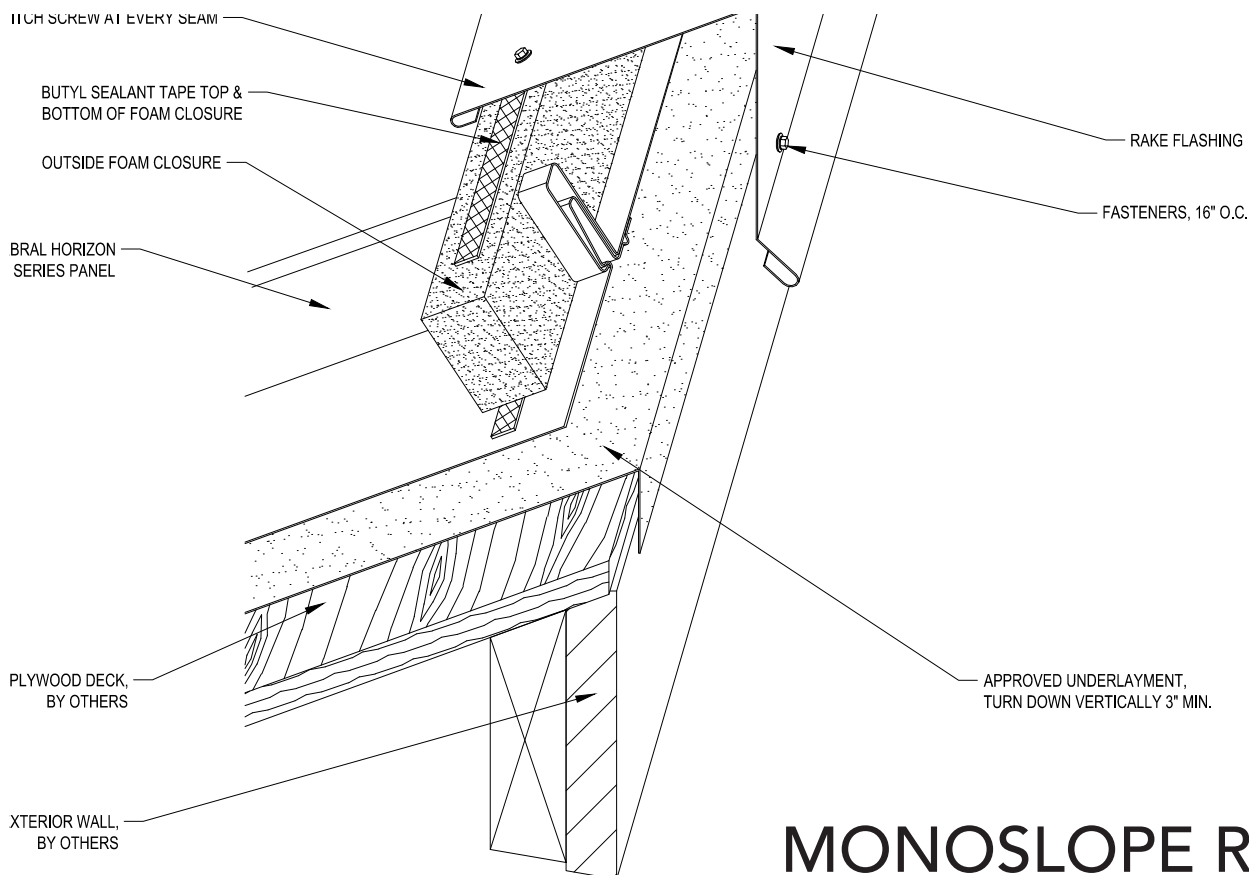 SCREW AT EVERY SEAM
BUTYL SEALANT TAPE TOP &
BOTTOM OF FOAM CLOSURE
OUTSIDE FOAM CLOSURE
BRAL HORIZON
SERIES PANEL
PLYWOOD DECK,
BY OTHERS
XTERIOR WALL,
BY OTHERS
RAKE FLASHING
FASTENERS, 16" O.C.
APPROVED UNDERLAYMENT,
TURN DOWN VERTICALLY 3" MIN.
MONOSLOPE R